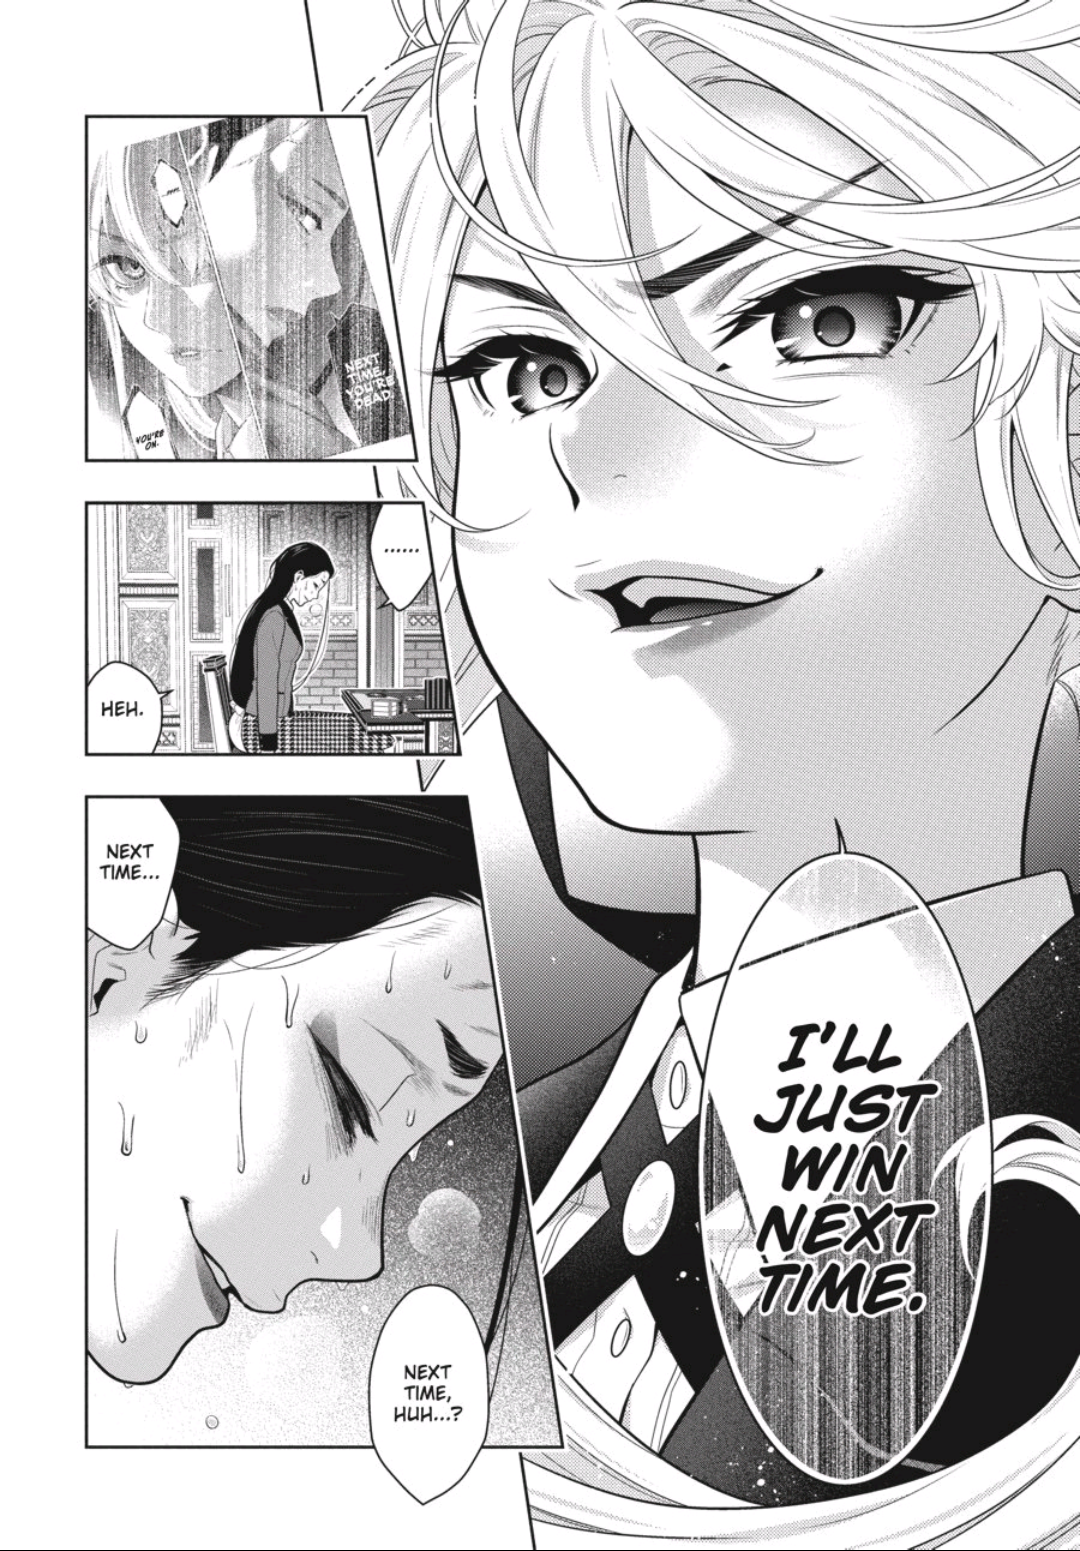 I'LL
JUST
WIN
NEXT
TIME.
NEXT
TIME,
YOU'RE
DEAD.
YOU'RE
ON.
......
HEH.
NEXT
TIME...
NEXT
TIME,
HUH...?